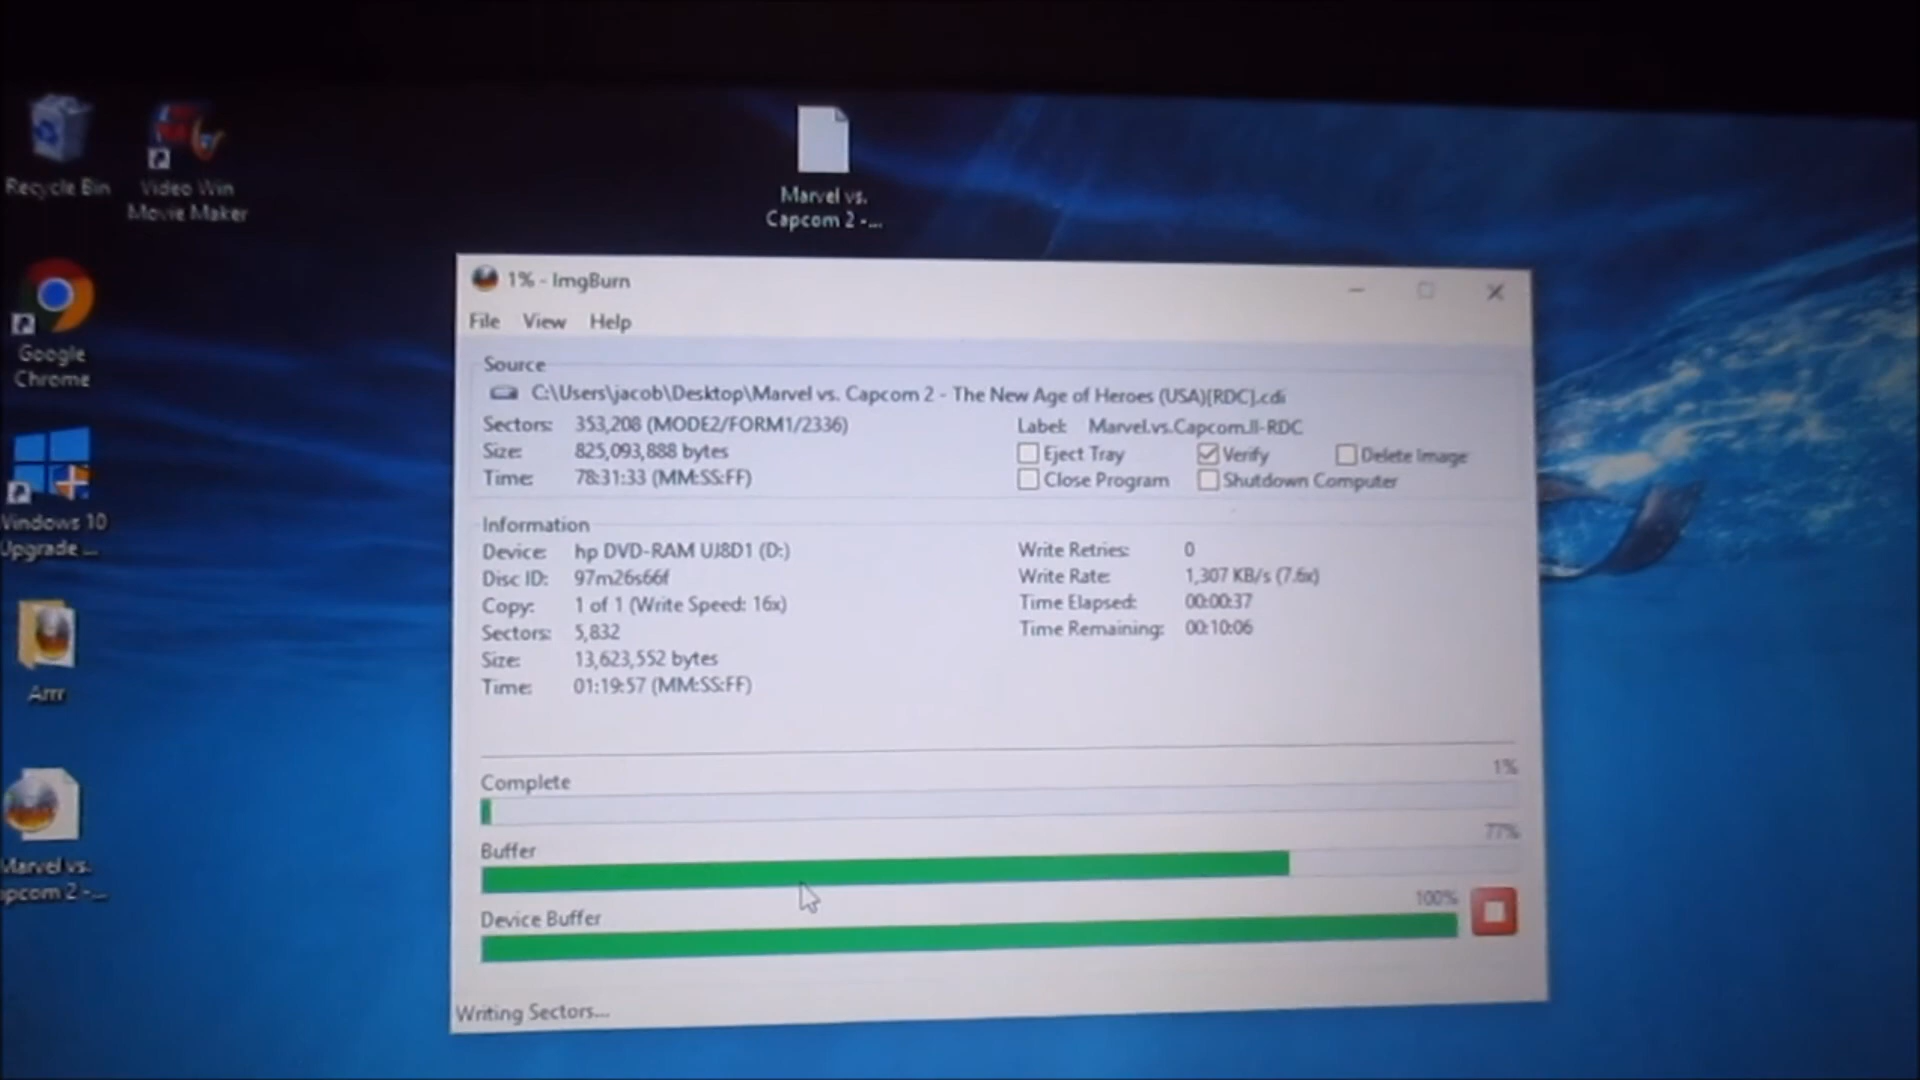 Recycle Bin
Video Win
Movie Maker
Google
Chrome
Windows 10
Upgrade ...
Arrr
Marvel vs.
Capcom 2 -...
Marvel vs.
Capcom 2 -...
1% - ImgBurn
File View Help
Source
C:\Users\jacob\Desktop\Marvel vs. Capcom 2 - The New Age of Heroes (USA)[RDC].cdi
Sectors: 353,208 (MODE2/FORM1/2336)
Size: 825,093,888 bytes
Time: 78:31:33 (MM:SS:FF)
Label: Marvel.vs.Capcom.II-RDC
Eject Tray Verify Delete Image
Close Program Shutdown Computer
Information
Device: hp DVD-RAM UJ8D1 (D:)
Disc ID: 97m26s66f
Copy: 1 of 1 (Write Speed: 16x)
Sectors: 5,832
Size: 13,623,552 bytes
Time: 01:19:57 (MM:SS:FF)
Write Retries: 0
Write Rate: 1,307 KB/s (7.6x)
Time Elapsed: 00:00:37
Time Remaining: 00:10:06
Complete 1%
Buffer 77%
Device Buffer 100%
Writing Sectors...